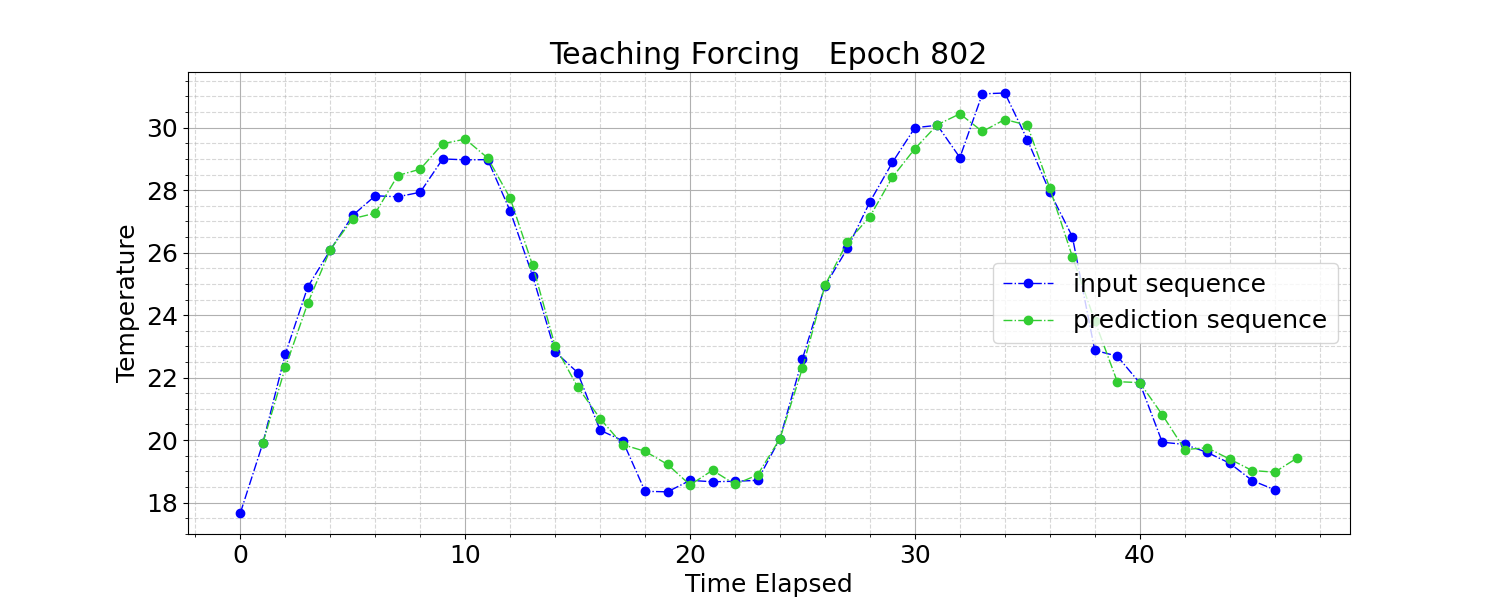 Teaching Forcing   Epoch 802
30
28
26
24
22
20
18
Temperature
input sequence
prediction sequence
0 10 20 30 40
Time Elapsed